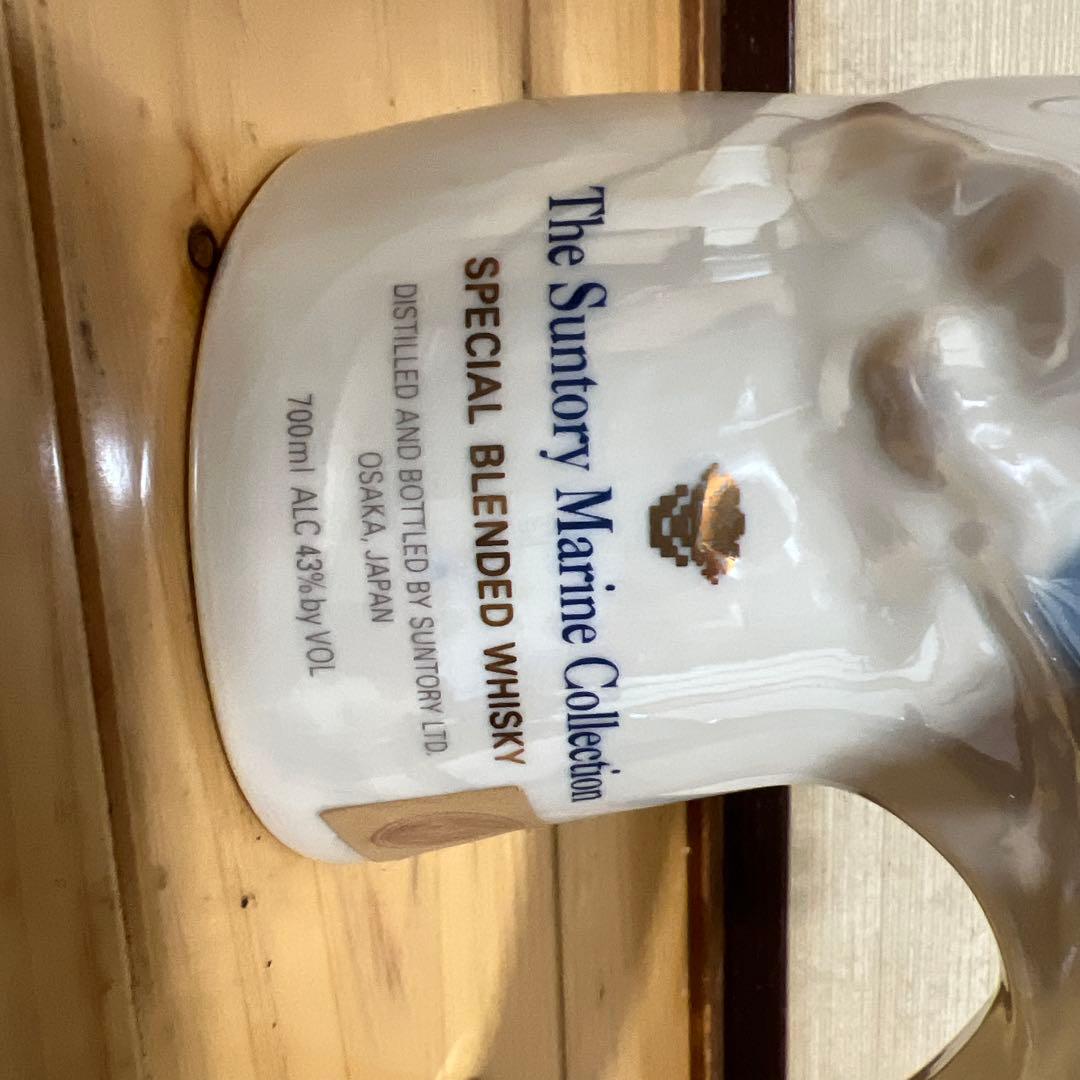 The Suntory Marine Collection
SPECIAL BLENDED WHISKY
DISTILLED AND BOTTLED BY SUNTORY LTD.
OSAKA, JAPAN
700ml ALC 43% by VOL